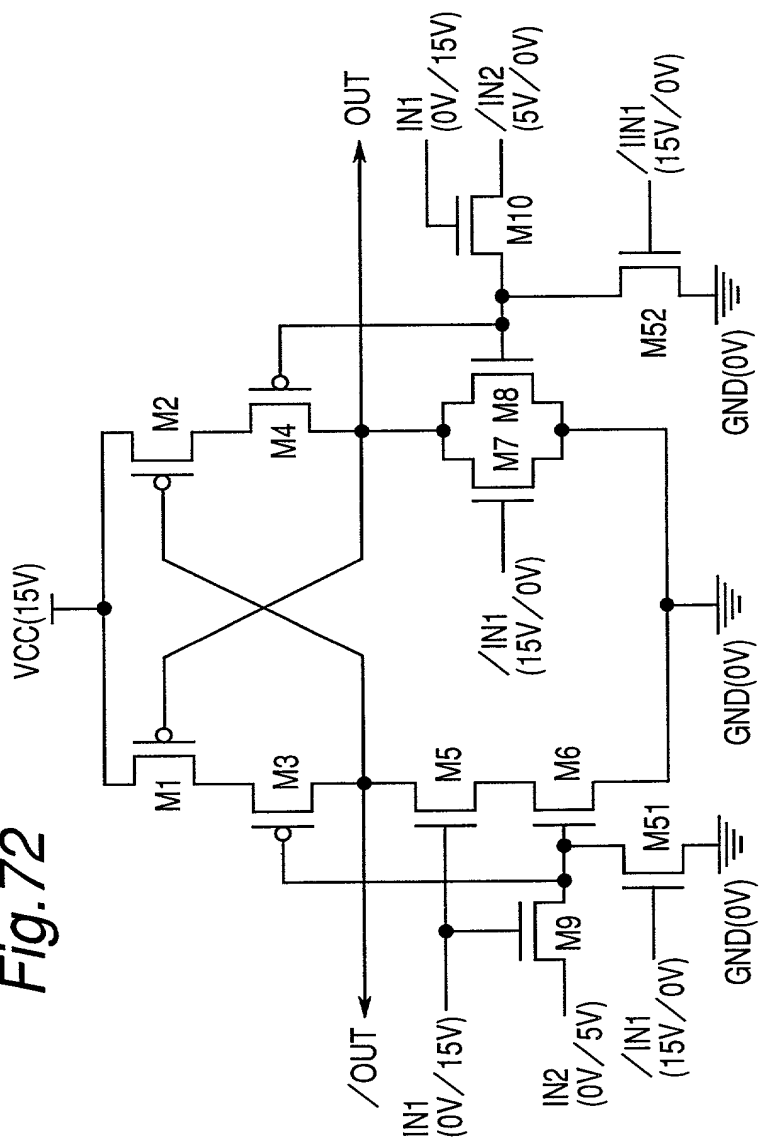 Fig.72
VCC(15V)
M1
M2
M3
M4
/OUT
OUT
IN1
(0V/15V)
M5
M6
M9
IN2
(0V/5V)
/IN1
(15V/0V)
M51
GND(0V)
/IN1
(15V/0V)
M7
M8
GND(0V)
IN1
(0V/15V)
/IN2
(5V/0V)
M10
/IIN1
(15V/0V)
M52
GND(0V)